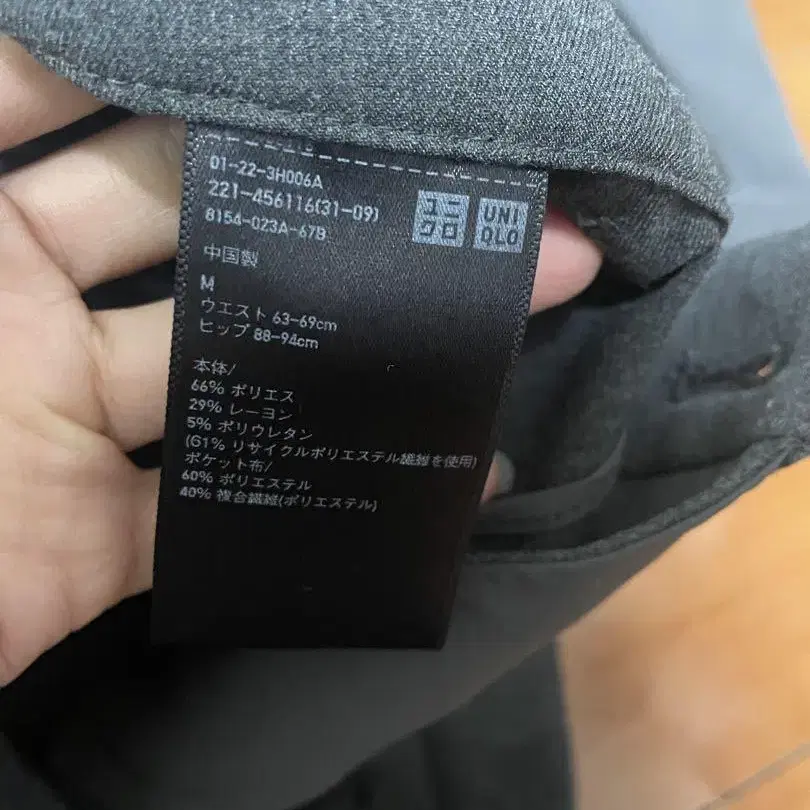 01-22-3H006A
221-456116(31-09)
8154-023A-67B
ユニ
クロ
UNI
QLO
中国製
M
ウエスト 63-69cm
ヒップ 88-94cm
本体/
66% ポリエス
29% レーヨン
5% ポリウレタン
(61% リサイクルポリエステル繊維を使用)
ポケット布/
60% ポリエステル
40% 複合繊維(ポリエステル)